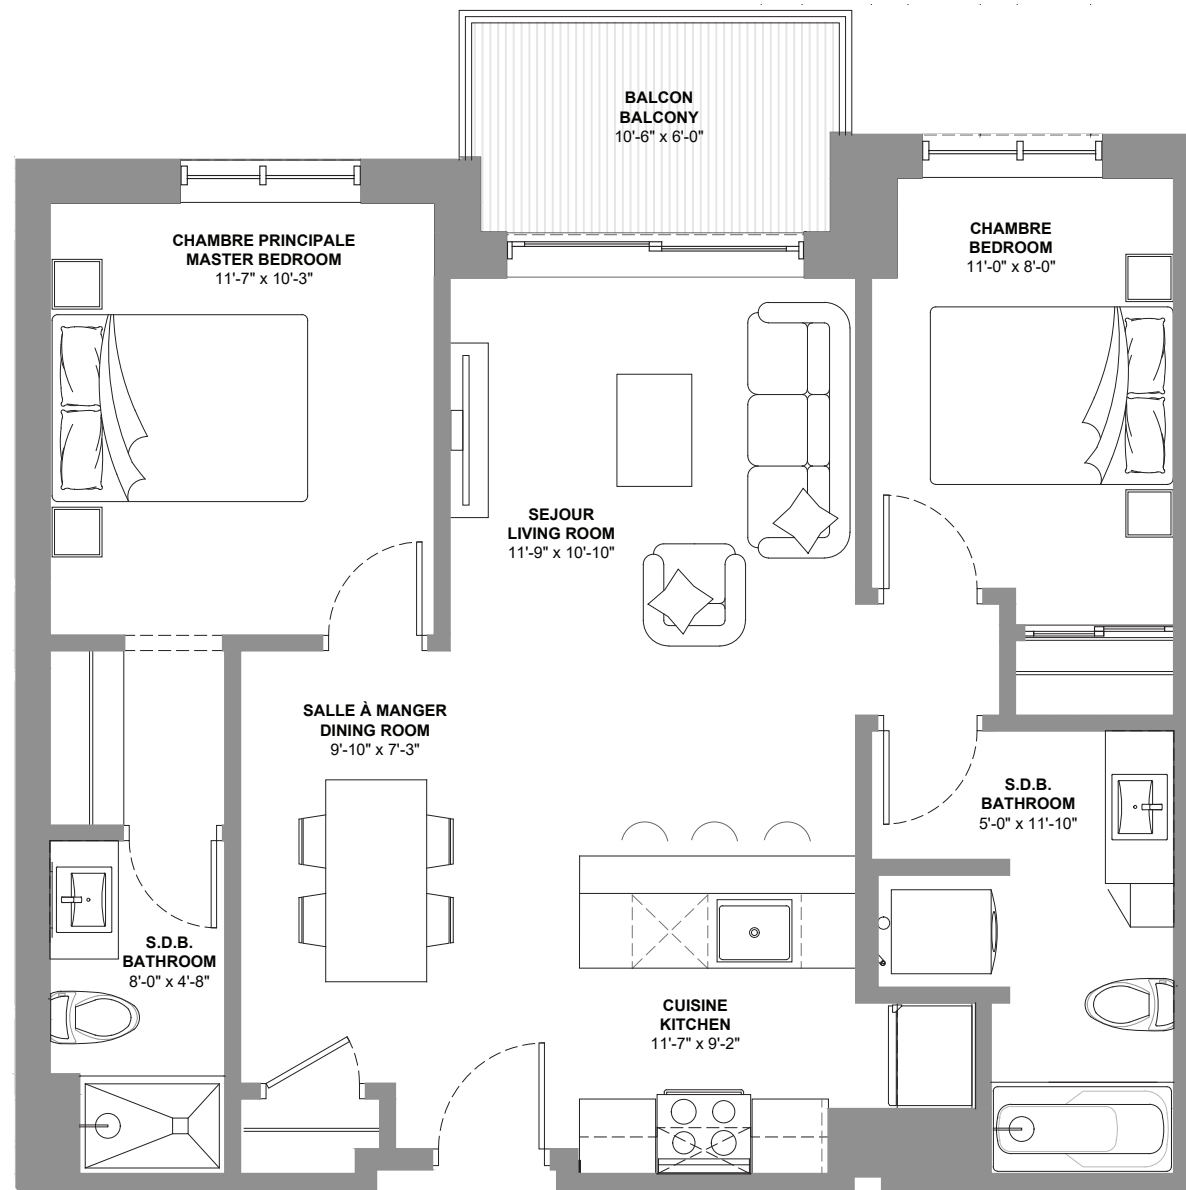 BALCON
BALCONY
10'-6" x 6'-0"
CHAMBRE PRINCIPALE
MASTER BEDROOM
11'-7" x 10'-3"
CHAMBRE
BEDROOM
11'-0" x 8'-0"
SEJOUR
LIVING ROOM
11'-9" x 10'-10"
SALLE À MANGER
DINING ROOM
9'-10" x 7'-3"
S.D.B.
BATHROOM
5'-0" x 11'-10"
S.D.B.
BATHROOM
8'-0" x 4'-8"
CUISINE
KITCHEN
11'-7" x 9'-2"